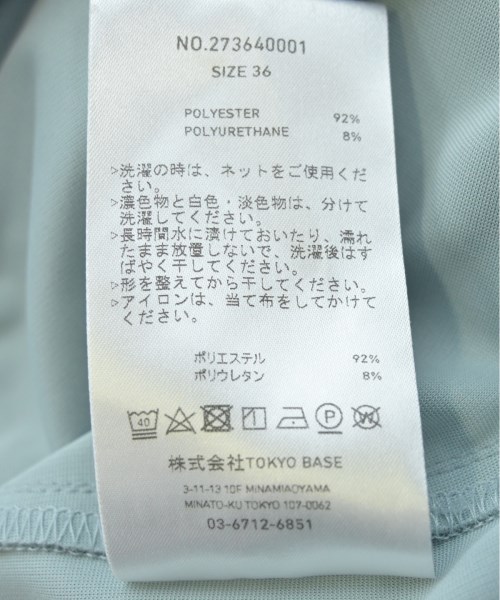 NO.273640001
SIZE 36
POLYESTER 92%
POLYURETHANE 8%
▷洗濯の時は、ネットをご使用くだ
さい。
▷濃色物と白色・淡色物は、分けて
洗濯してください。
▷長時間水に漬けておいたり、濡れ
たまま放置しないで、洗濯後はす
ばやく干してください。
▷形を整えてから干してください。
▷アイロンは、当て布をしてかけて
ください。
ポリエステル 92%
ポリウレタン 8%
40 P W
株式会社TOKYO BASE
3-11-13 10F MINAMIAOYAMA
MINATO-KU TOKYO 107-0062
03-6712-6851